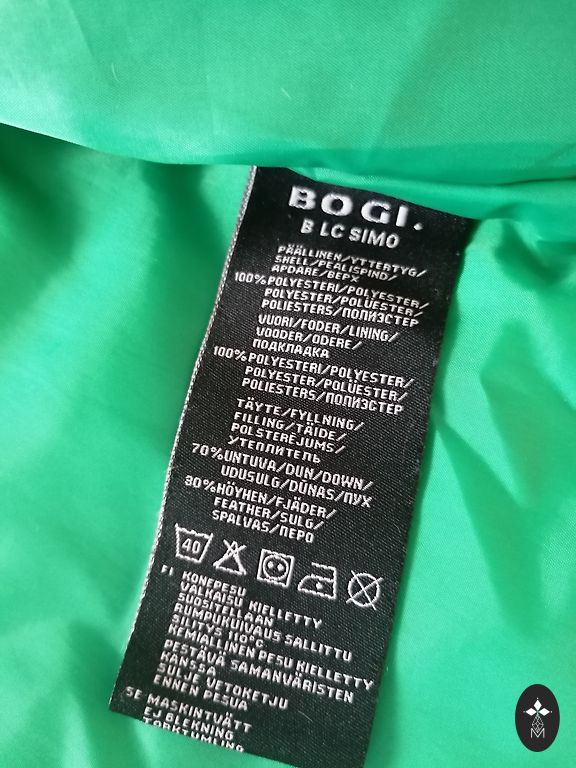 BOGI.
B LC SIMO
PÄÄLLINEN/YTTERTYG/
SHELL/PEALISPIND/
APDARE/ВЕРХ
100%POLYESTERI/POLYESTER/
POLYESTER/POLÜESTER/
POLIESTERS/ПОЛИЭСТЕР
VUORI/FODER/LINING/
VOODER/ODERE/
ПОДКЛАДКА
100%POLYESTERI/POLYESTER/
POLYESTER/POLÜESTER/
POLIESTERS/ПОЛИЭСТЕР
TÄYTE/FYLLNING/
FILLING/TÄIDE/
POLSTERĒJUMS/
УТЕПЛИТЕЛЬ
70%UNTUVA/DUN/DOWN/
UDUSULG/DŪNAS/ПУХ
30%HÖYHEN/FJÄDER/
FEATHER/SULG/
SPALVAS/ПЕРО
40
FI KONEPESU
VALKAISU KIELLETTY
SUOSITELLAAN
RUMPUKUIVAUS SALLITTU
SILITYS 110°C
KEMIALLINEN PESU KIELLETTY
PESTÄVÄ SAMANVÄRISTEN
KANSSA
SULJE VETOKETJU
ENNEN PESUA
SE MASKINTVÄTT
EJ BLEKNING
TORKTUMLING
M